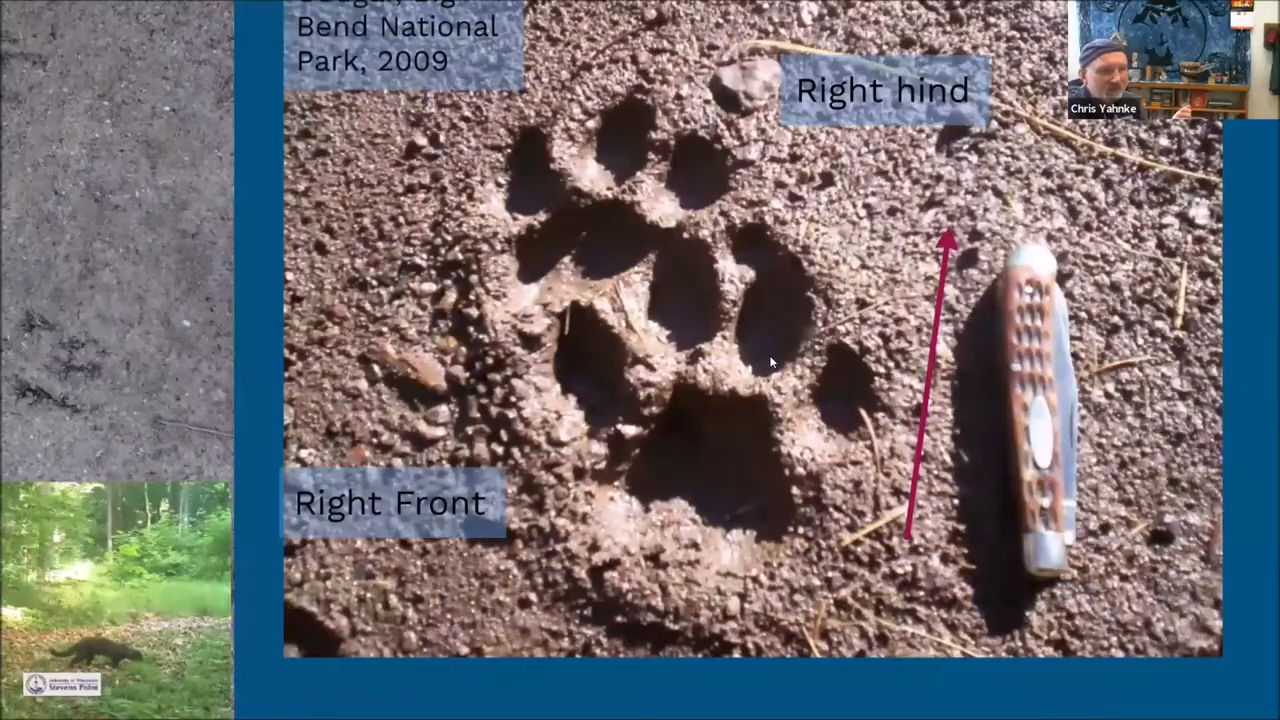 Bend National
Park, 2009
Right hind
Chris Yahnke
Right Front
Stevens Point